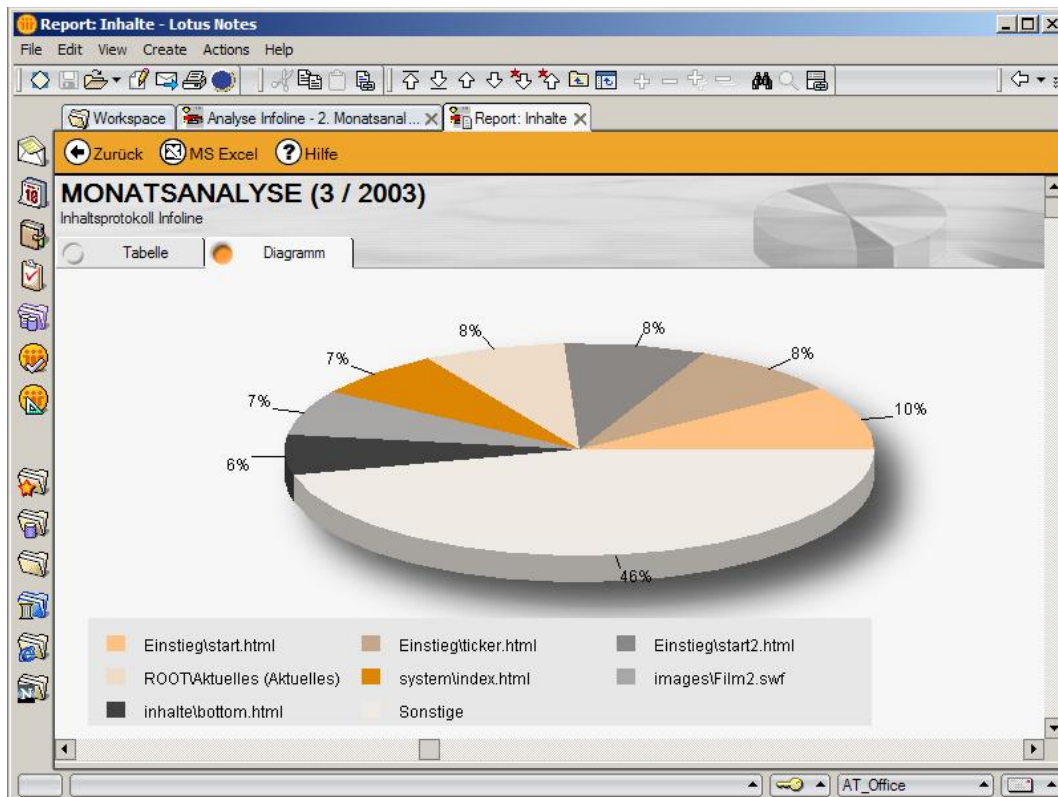 Report: Inhalte - Lotus Notes
File Edit View Create Actions Help
Workspace Analyse Infoline - 2. Monatsanal... Report: Inhalte
Zurück MS Excel Hilfe
MONATSANALYSE (3 / 2003)
Inhaltsprotokoll Infoline
Tabelle Diagramm
8% 8%
7% 8%
7% 10%
6%
46%
Einstieg\start.html Einstieg\ticker.html Einstieg\start2.html
ROOT\Aktuelles (Aktuelles) system\index.html images\Film2.swf
inhalte\bottom.html Sonstige
AT_Office